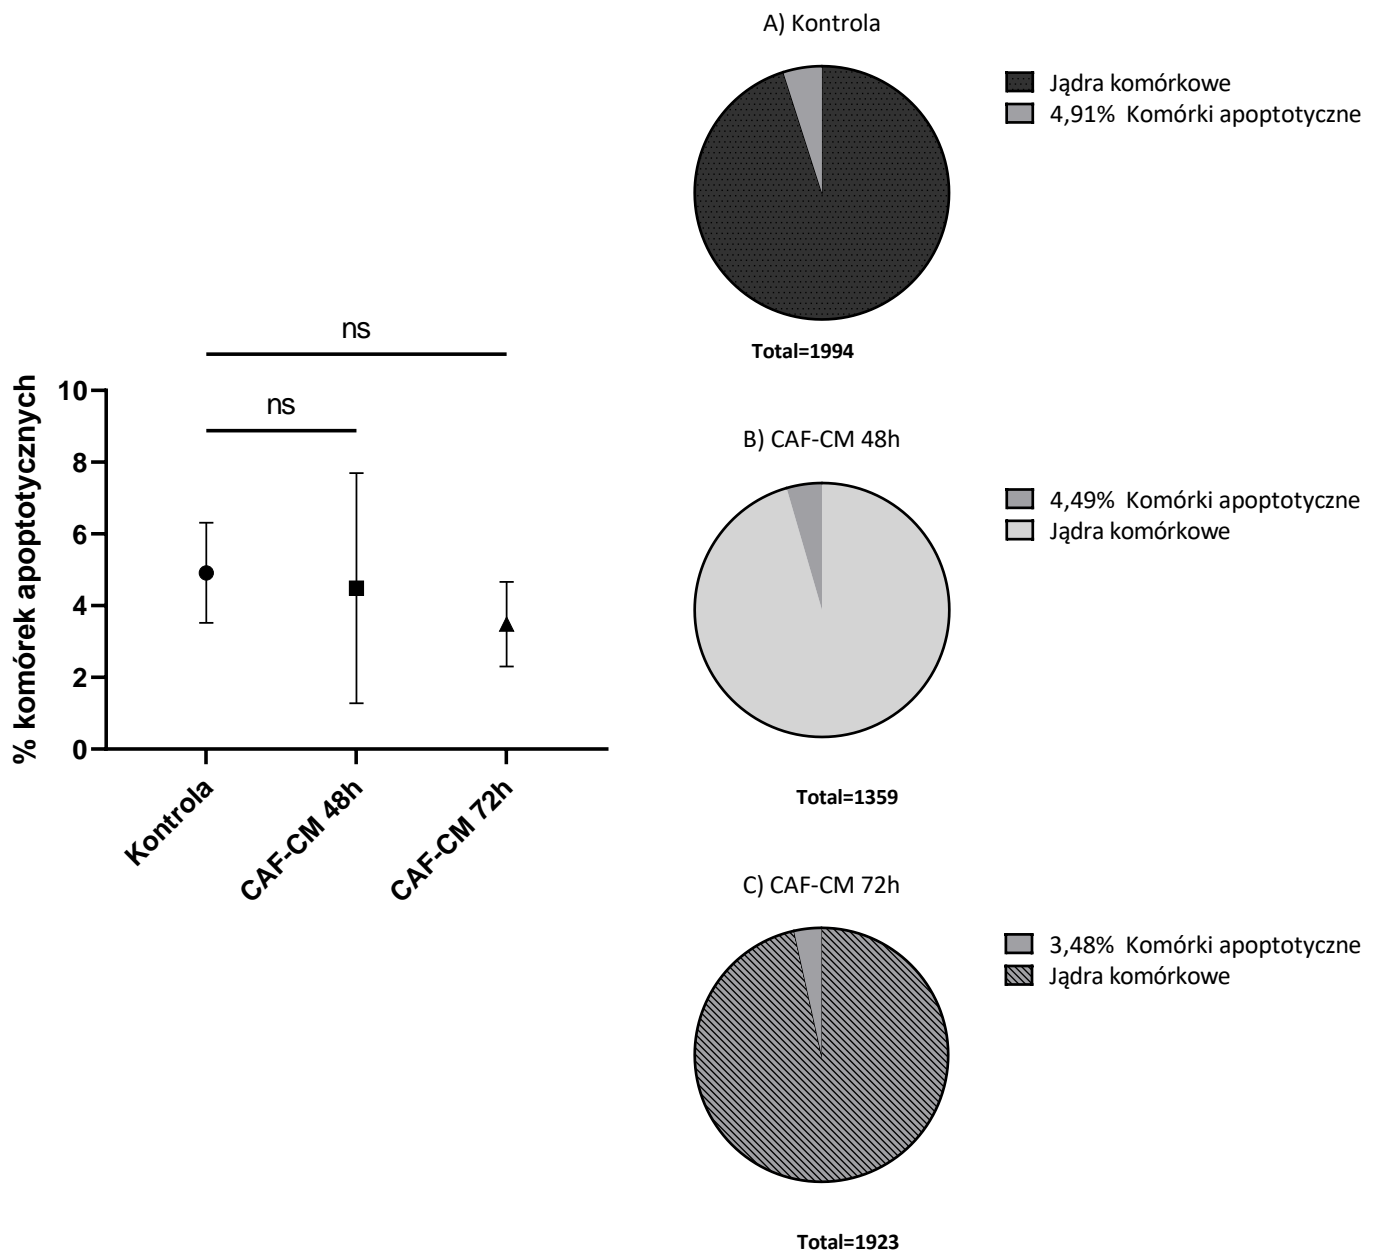 A) Kontrola
Jądra komórkowe
4,91% Komórki apoptotyczne
Total=1994
ns
ns
% komórek apoptotycznych
10
8
6
4
2
0
Kontrola
CAF-CM 48h
CAF-CM 72h
B) CAF-CM 48h
4,49% Komórki apoptotyczne
Jądra komórkowe
Total=1359
C) CAF-CM 72h
3,48% Komórki apoptotyczne
Jądra komórkowe
Total=1923